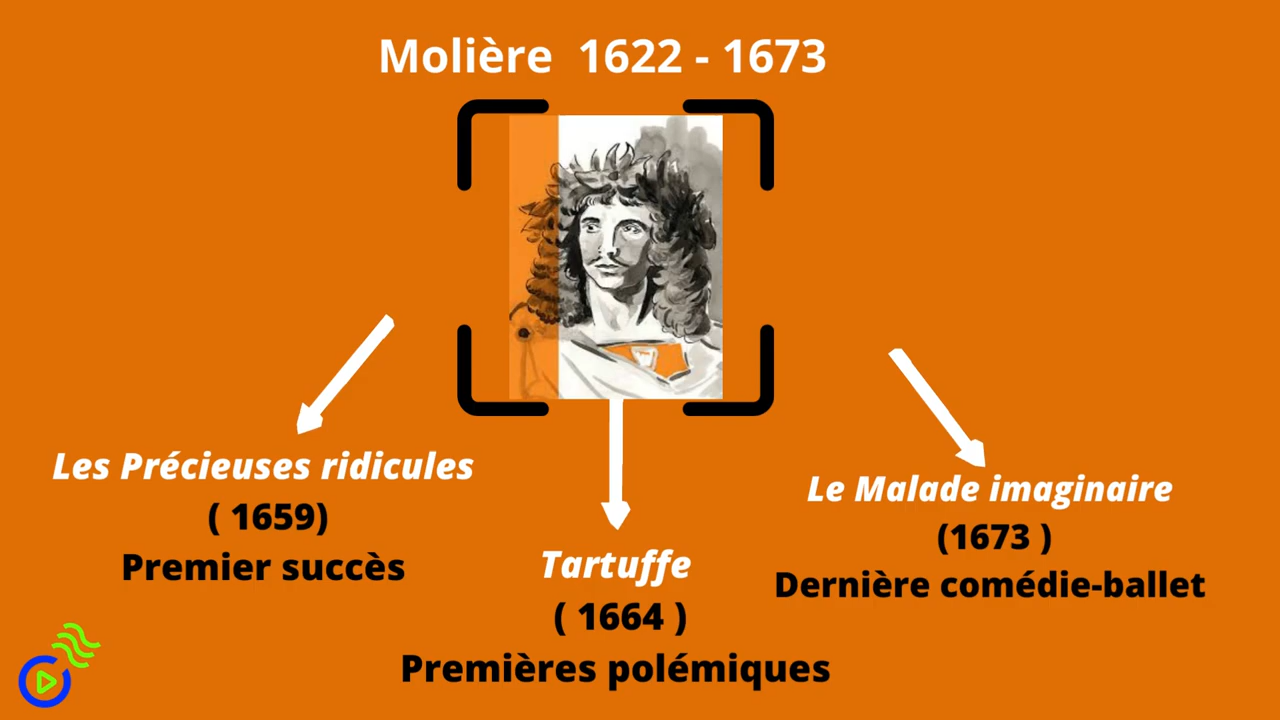 Molière 1622 - 1673
Les Précieuses ridicules
( 1659)
Premier succès
Tartuffe
( 1664 )
Premières polémiques
Le Malade imaginaire
(1673 )
Dernière comédie-ballet